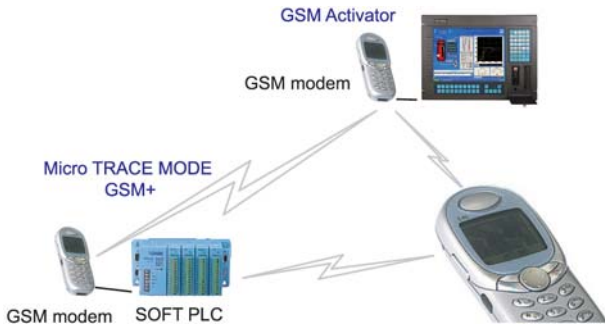 GSM Activator
GSM modem
Micro TRACE MODE
GSM+
GSM modem
SOFT PLC